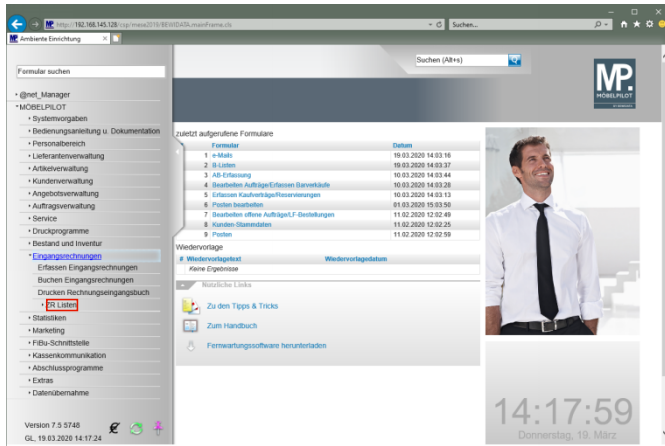 http://192.168.145.128/csp/meise2019/BEWIDATA.mainFrame.cls
Suchen...
Ambiente Einrichtung
Suchen (Alt+s)
Formular suchen
MP.
MÖBELPILOT
@net_Manager
MÖBELPILOT
Systemvorgaben
Bedienungsanleitung u. Dokumentation
Personalbereich
Lieferantenverwaltung
Artikelverwaltung
Kundenverwaltung
Angebotsverwaltung
Auftragsverwaltung
Service
Druckprogramme
Bestand und Inventur
Eingangsrechnungen
Erfassen Eingangsrechnungen
Buchen Eingangsrechnungen
Drucken Rechnungseingangsbuch
ZR Listen
Statistiken
Marketing
FiBu-Schnittstelle
Kassenkommunikation
Abschlussprogramme
Extras
Datenübernahme
Version 7.5 5748
GL, 19.03.2020 14:17:24
zuletzt aufgerufene Formulare
Formular Datum
1 e-Mails 19.03.2020 14:03:16
2 B-Listen 19.03.2020 14:03:37
3 AB-Erfassung 10.03.2020 14:03:44
4 Bearbeiten Aufträge/Erfassen Barverkäufe 10.03.2020 14:03:28
5 Erfassen Kaufverträge/Reservierungen 10.03.2020 14:03:13
6 Posten bearbeiten 01.03.2020 15:03:50
7 Bearbeiten offene Aufträge/LF-Bestellungen 11.02.2020 12:02:49
8 Kunden-Stammdaten 11.02.2020 12:02:25
9 Posten 11.02.2020 12:02:59
Wiedervorlage
# Wiedervorlagetext Wiedervorlagedatum
Keine Ergebnisse
Nützliche Links
Zu den Tipps & Tricks
Zum Handbuch
Fernwartungssoftware herunterladen
14:17:59
Donnerstag, 19. März